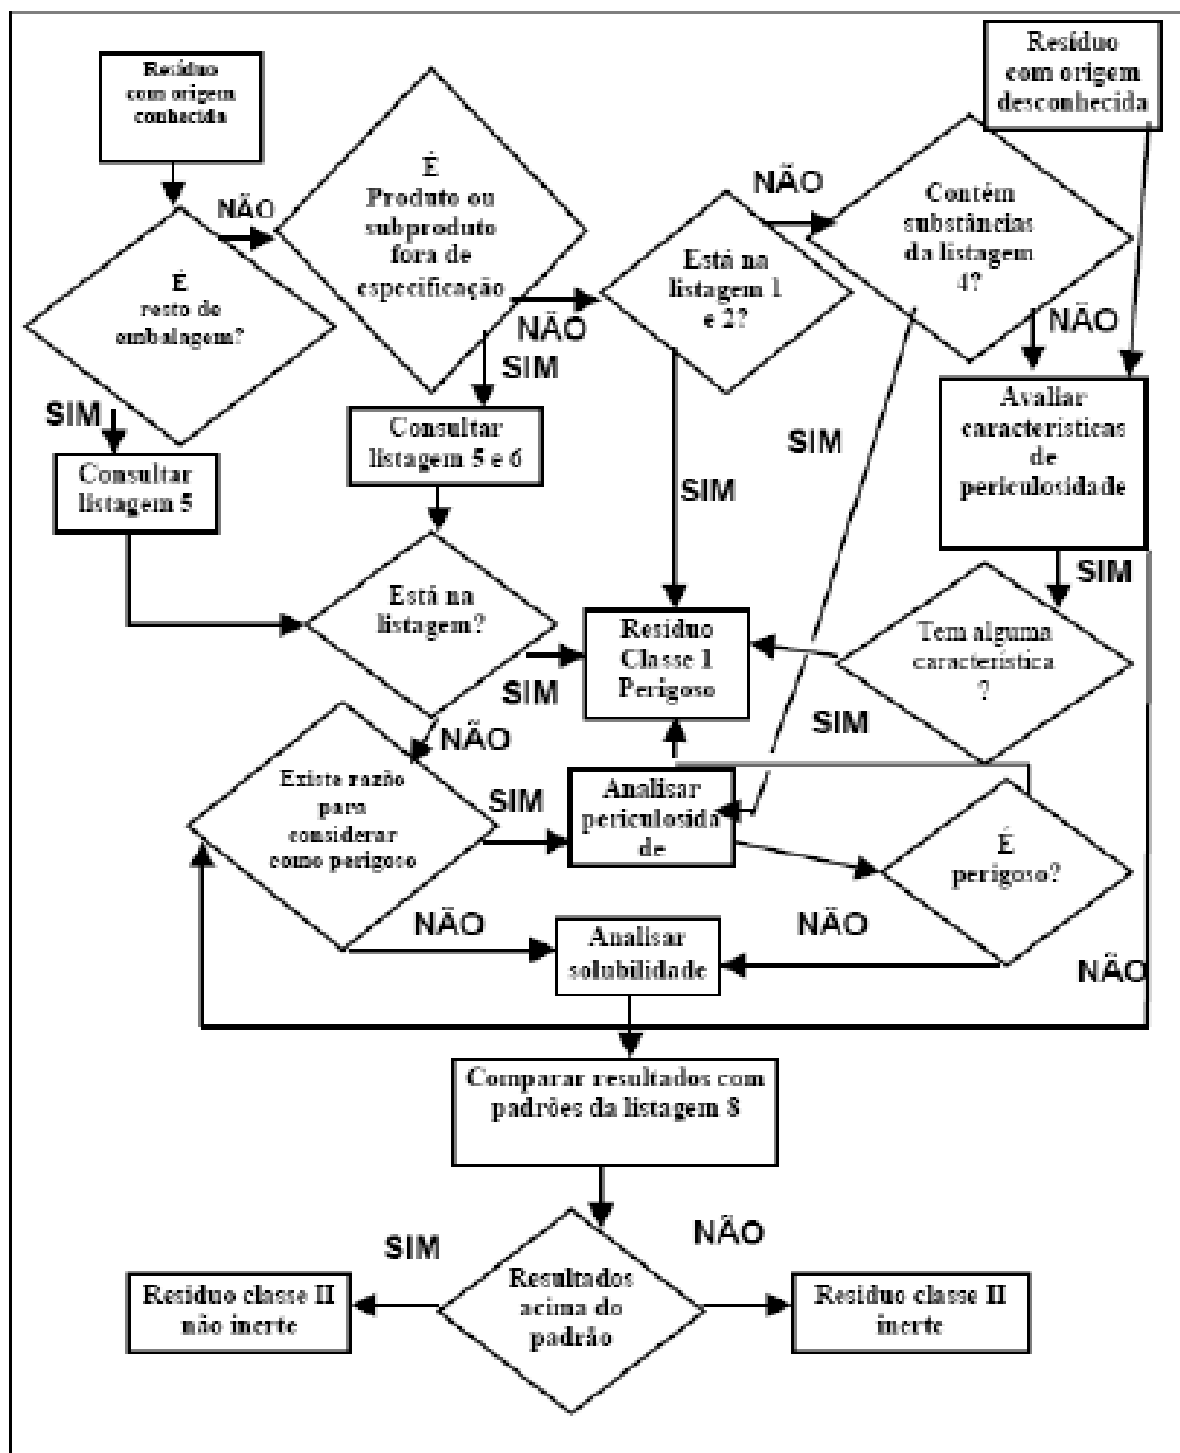 Resíduo
com origem
conhecida
Resíduo
com origem
desconhecida
É
Produto ou
subproduto
fora de
especificação
NÃO
NÃO
Contém
substâncias
da listagem
4?
Está na
listagem 1
e 2?
É
resto de
embalagem?
NÃO
NÃO
SIM
SIM
Consultar
listagem 5 e 6
Avaliar
características
de
periculosidade
SIM
SIM
Consultar
listagem 5
SIM
Está na
listagem?
Resíduo
Classe 1
Perigoso
Tem alguma
característica
?
SIM
SIM
NÃO
Existe razão
para
considerar
como perigoso
SIM
Analisar
periculosida
de
É
perigoso?
NÃO
NÃO
NÃO
Analisar
solubilidade
Comparar resultados com
padrões da listagem 8
SIM
NÃO
Resultados
acima do
padrão
Resíduo classe II
não inerte
Resíduo classe II
inerte